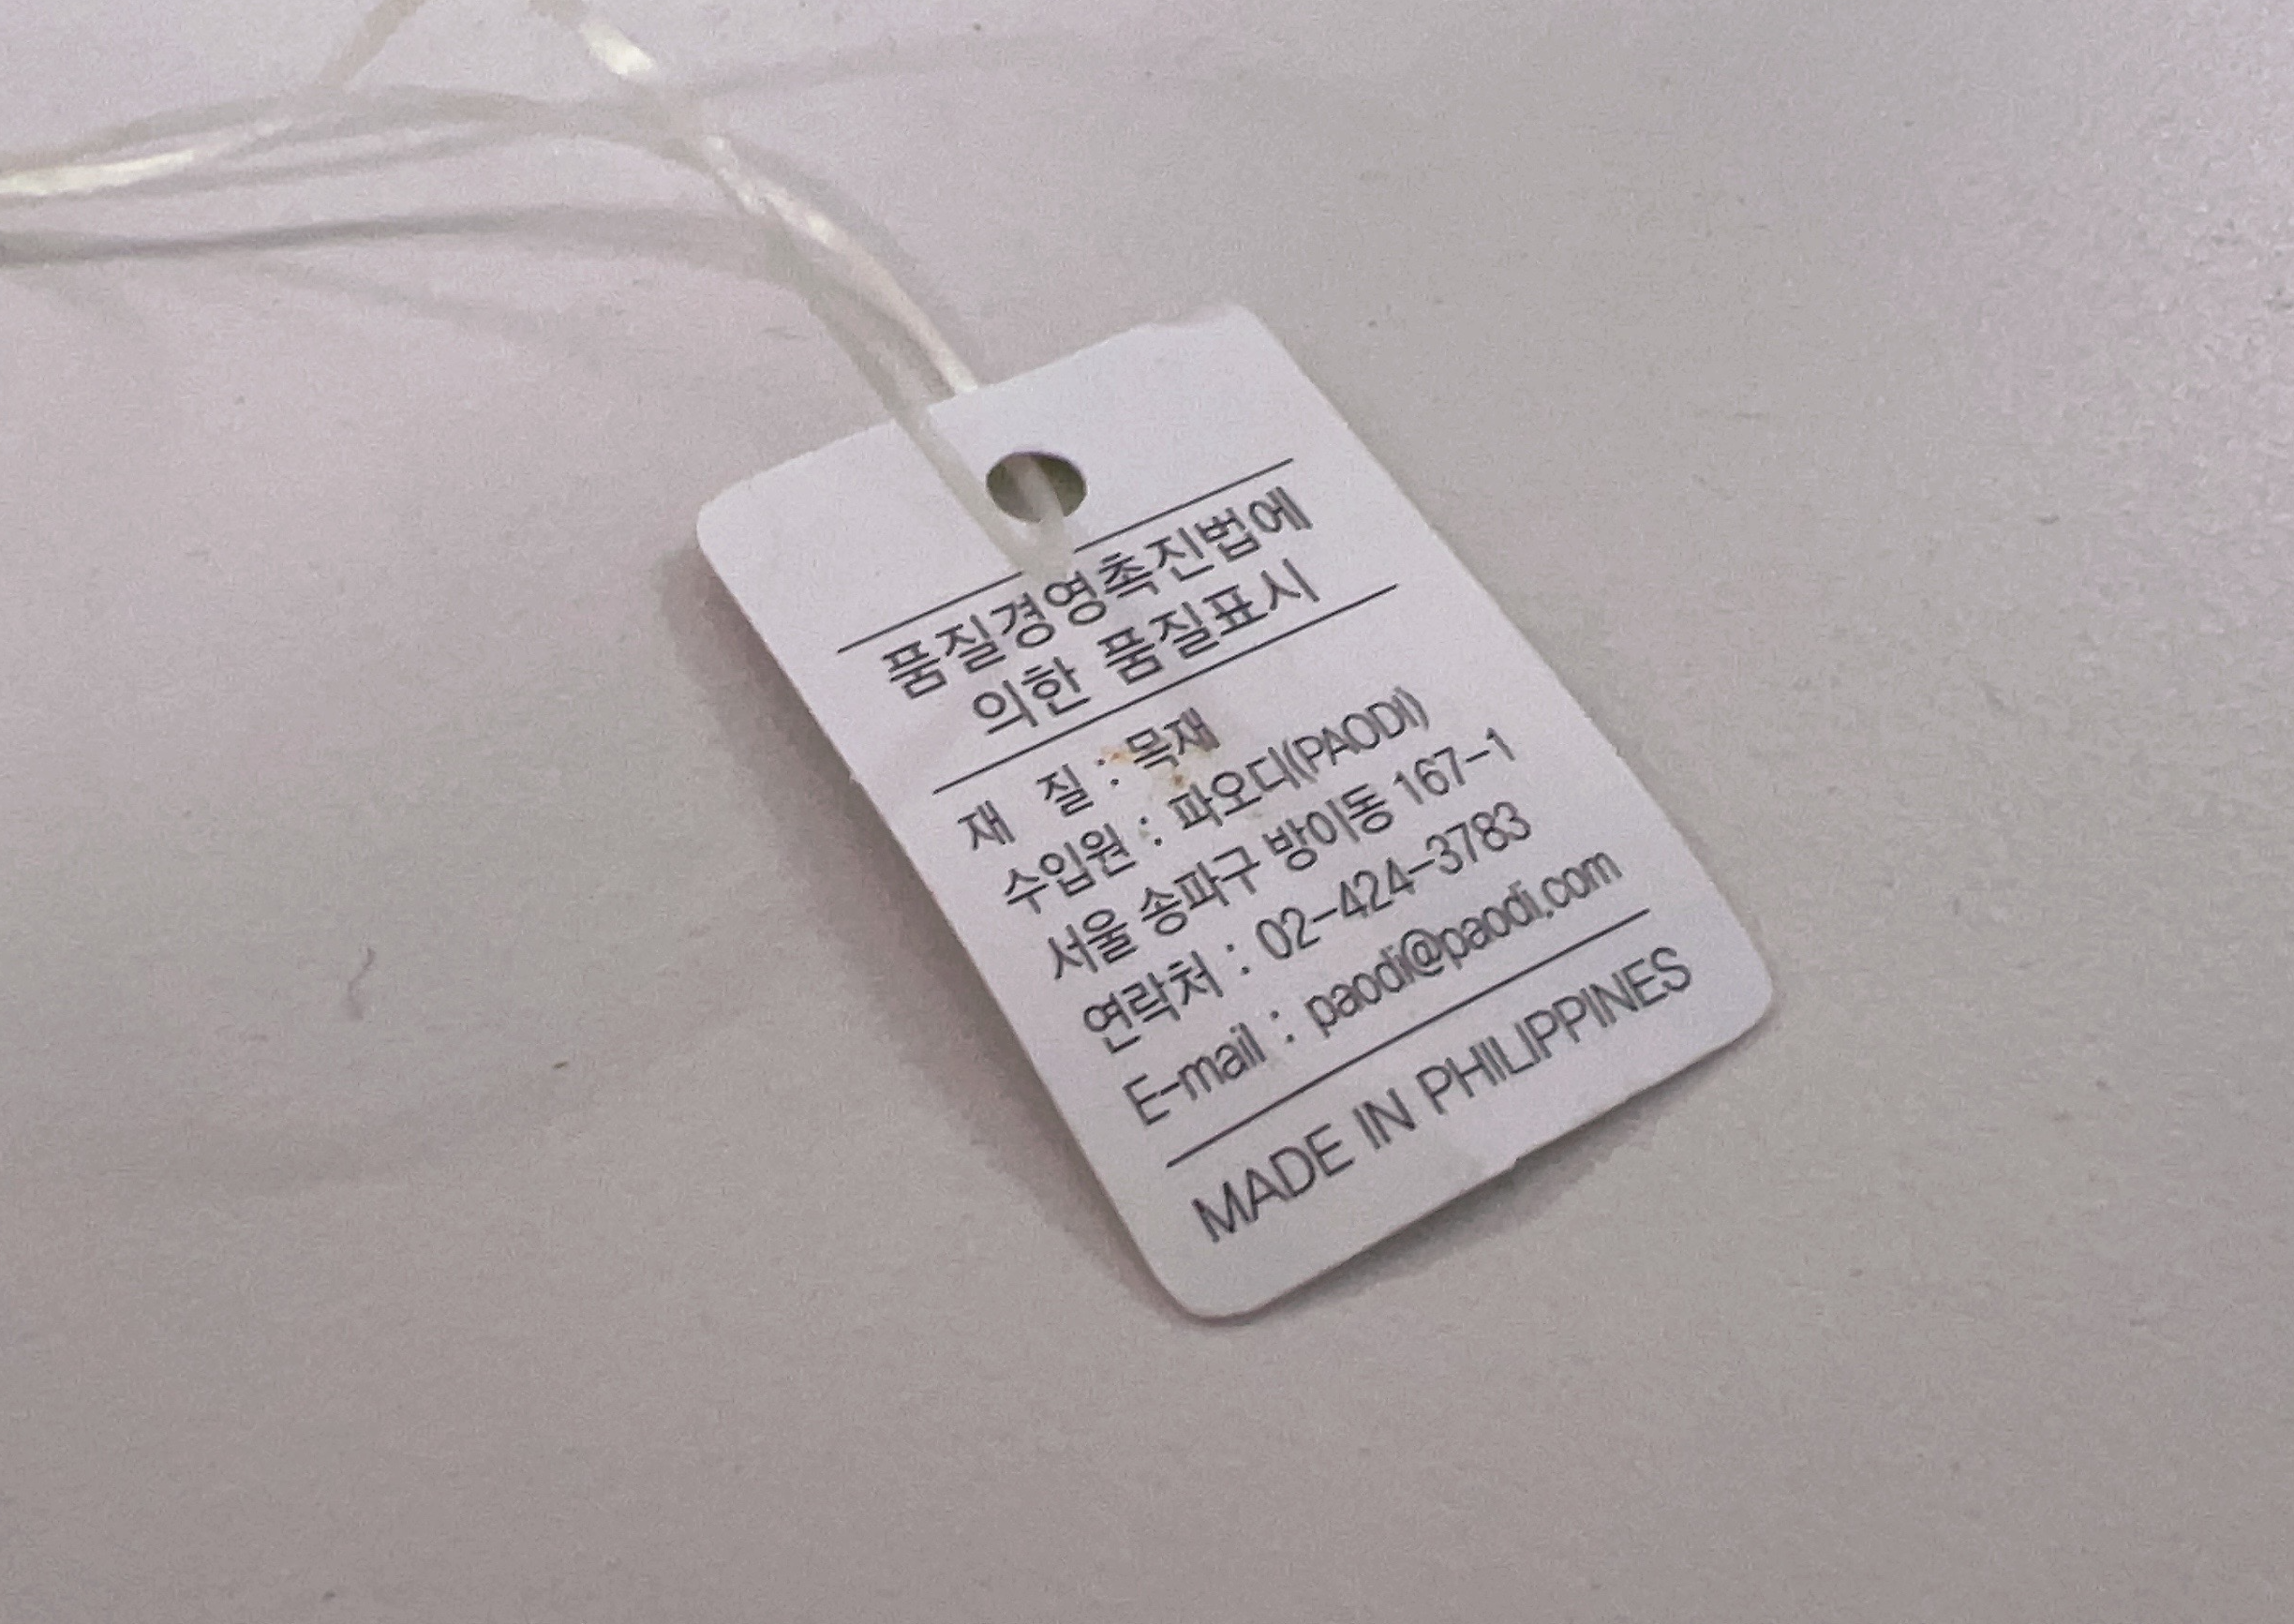 품질경영촉진법에
의한 품질표시
재 질 : 목재
수입원 : 파오디(PAODI)
서울 송파구 방이동 167-1
연락처 : 02-424-3783
E-mail : paodi@paodi.com
MADE IN PHILIPPINES